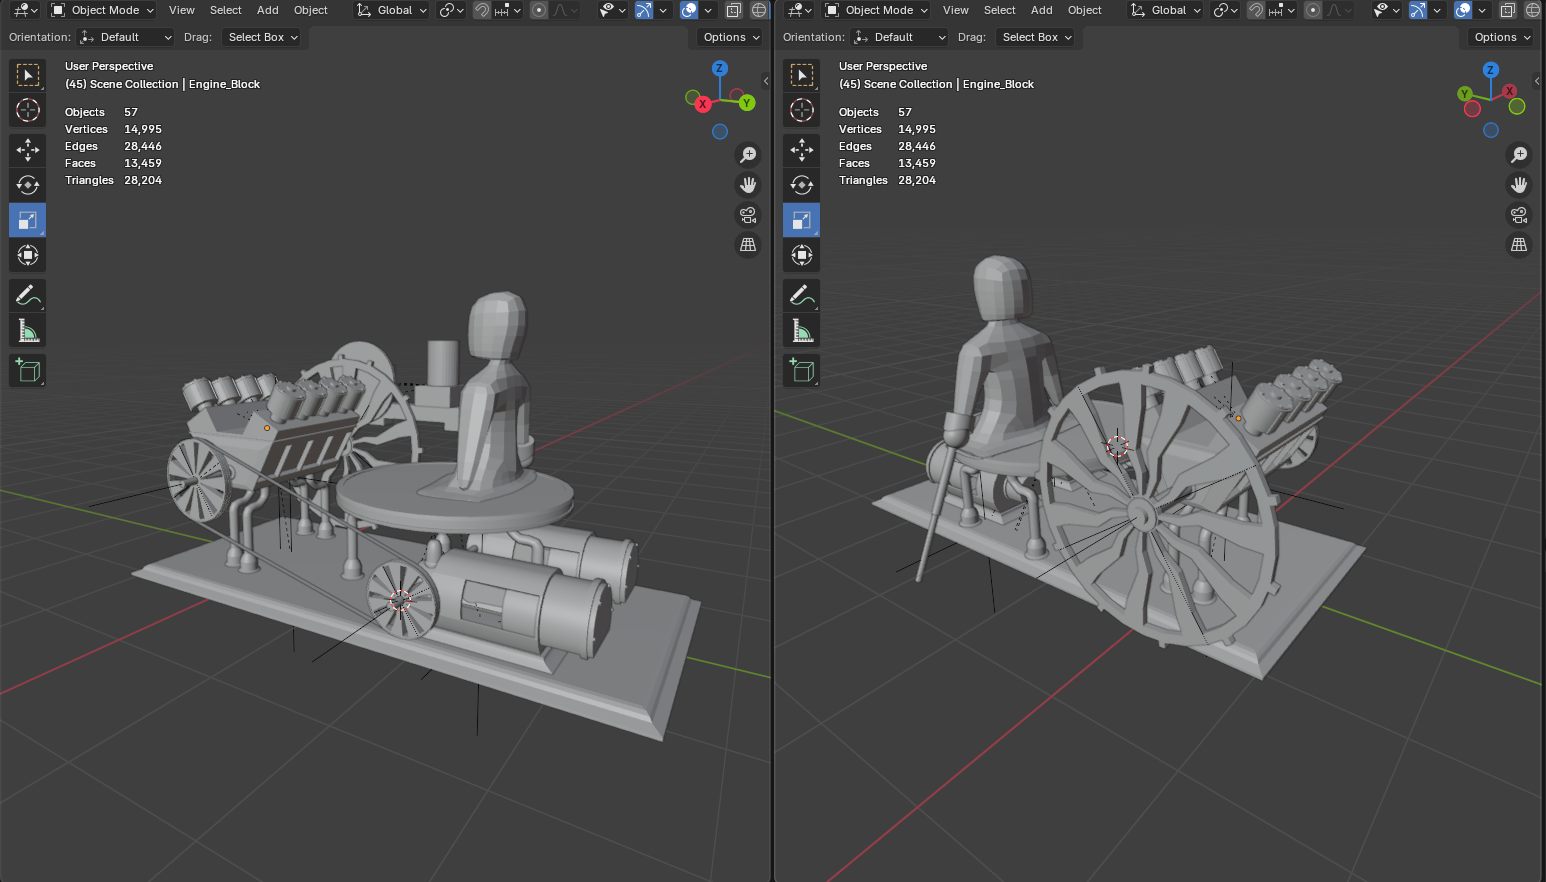 Object Mode View Select Add Object Global
Orientation: Default Drag: Select Box Options
User Perspective
(45) Scene Collection | Engine_Block
Objects 57
Vertices 14,995
Edges 28,446
Faces 13,459
Triangles 28,204
Z
X
Y
Object Mode View Select Add Object Global
Orientation: Default Drag: Select Box Options
User Perspective
(45) Scene Collection | Engine_Block
Objects 57
Vertices 14,995
Edges 28,446
Faces 13,459
Triangles 28,204
Z
Y
X